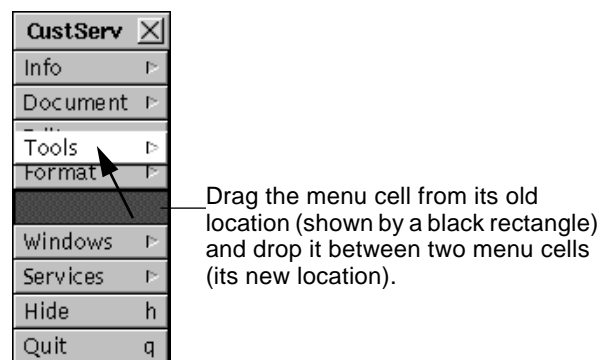 CustServ
Info
Document
Tools
Format
Windows
Services
Hide h
Quit q
Drag the menu cell from its old
location (shown by a black rectangle)
and drop it between two menu cells
(its new location).